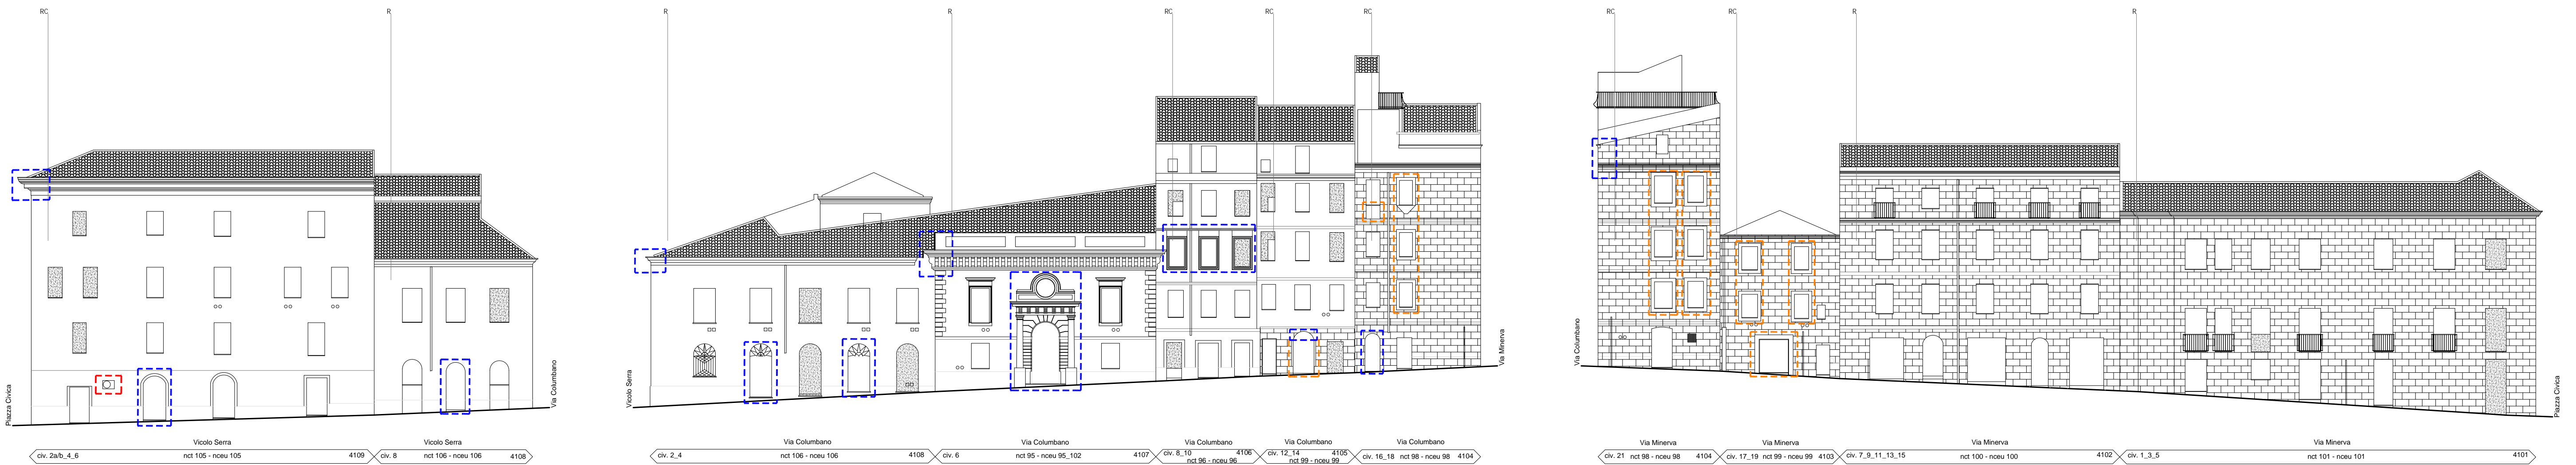 RC R R R RC RC RC RC RC R R
Piazza Civica
Via Columbano
Vicolo Serra
Via Minerva
Via Columbano
Piazza Civica
Vicolo Serra
civ. 2a/b_4_6 nct 105 - nceu 105 4109
Vicolo Serra
civ. 8 nct 106 - nceu 106 4108
Via Columbano
civ. 2_4 nct 106 - nceu 106 4108
Via Columbano
civ. 6 nct 95 - nceu 95_102 4107
Via Columbano
civ. 8_10 4106
nct 96 - nceu 96
Via Columbano
civ. 12_14 4105
nct 99 - nceu 99
Via Columbano
civ. 16_18 nct 98 - nceu 98 4104
Via Minerva
civ. 21 nct 98 - nceu 98 4104
Via Minerva
civ. 17_19 nct 99 - nceu 99 4103
Via Minerva
civ. 7_9_11_13_15 nct 100 - nceu 100 4102
Via Minerva
civ. 1_3_5 nct 101 - nceu 101 4101